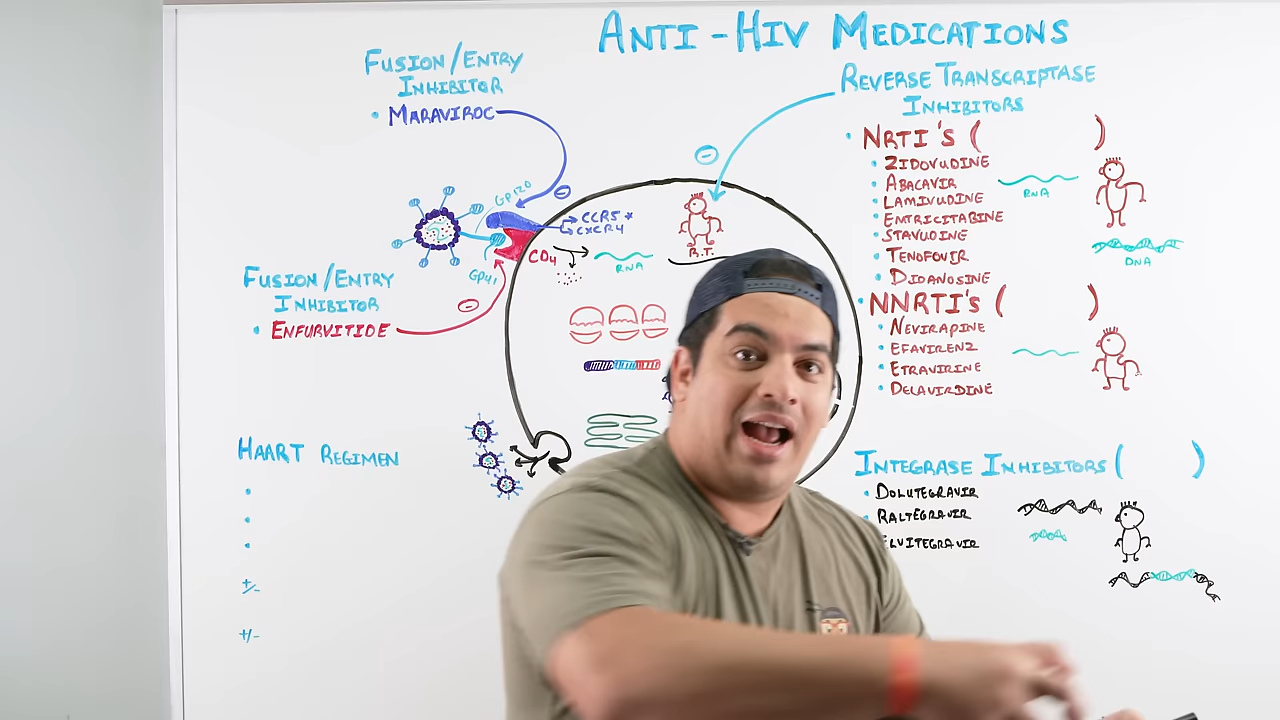 ANTI-HIV MEDICATIONS
FUSION/ENTRY
INHIBITOR
• MARAVIROC
GP120
GP41
CCR5 *
CXCR4
CD4
RNA
R.T.
FUSION/ENTRY
INHIBITOR
• ENFURVITIDE
HAART REGIMEN
+/-
+/-
REVERSE TRANSCRIPTASE
INHIBITORS
• NRTI'S ( )
• ZIDOVUDINE
• ABACAVIR
• LAMIVUDINE
• EMTRICITABINE
• STAVUDINE
• TENOFOVIR
• DIDANOSINE
RNA
DNA
• NNRTI'S ( )
• NEVIRAPINE
• EFAVIRENZ
• ETRAVIRINE
• DELAVIRDINE
INTEGRASE INHIBITORS ( )
• DOLUTEGRAVIR
• RALTEGRAVIR